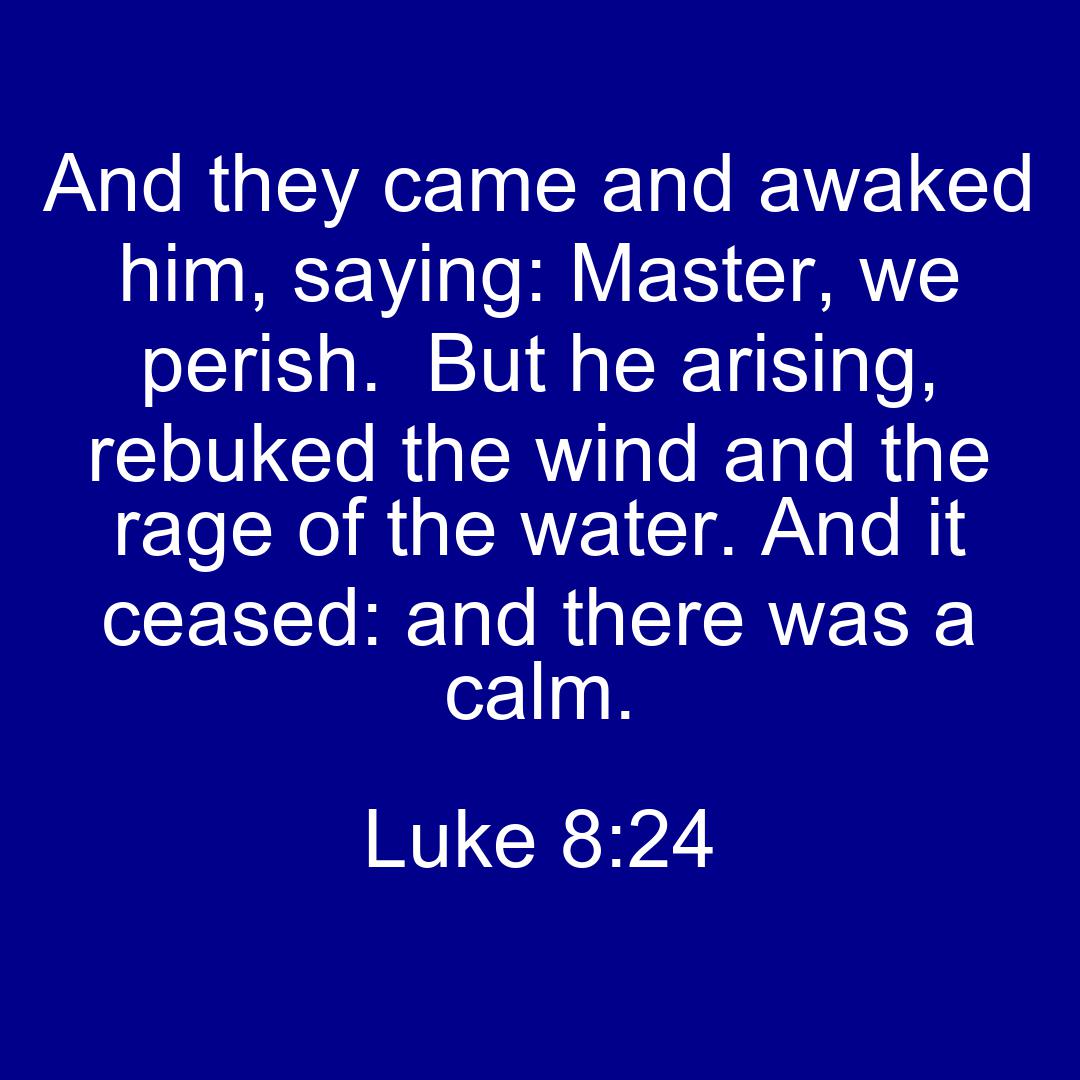 And they came and awaked
him, saying: Master, we
perish.  But he arising,
rebuked the wind and the
rage of the water. And it
ceased: and there was a
calm.
Luke 8:24